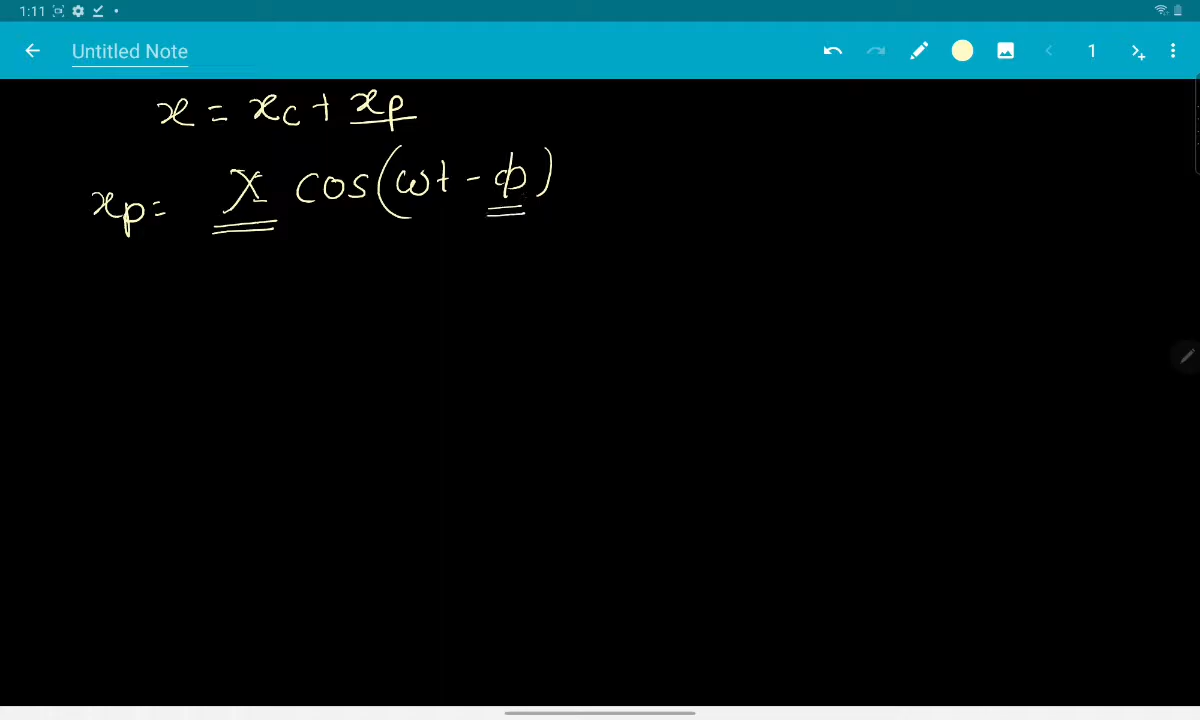 1:11
Untitled Note
1
x = xc + xp
xp = X cos(ωt - φ)